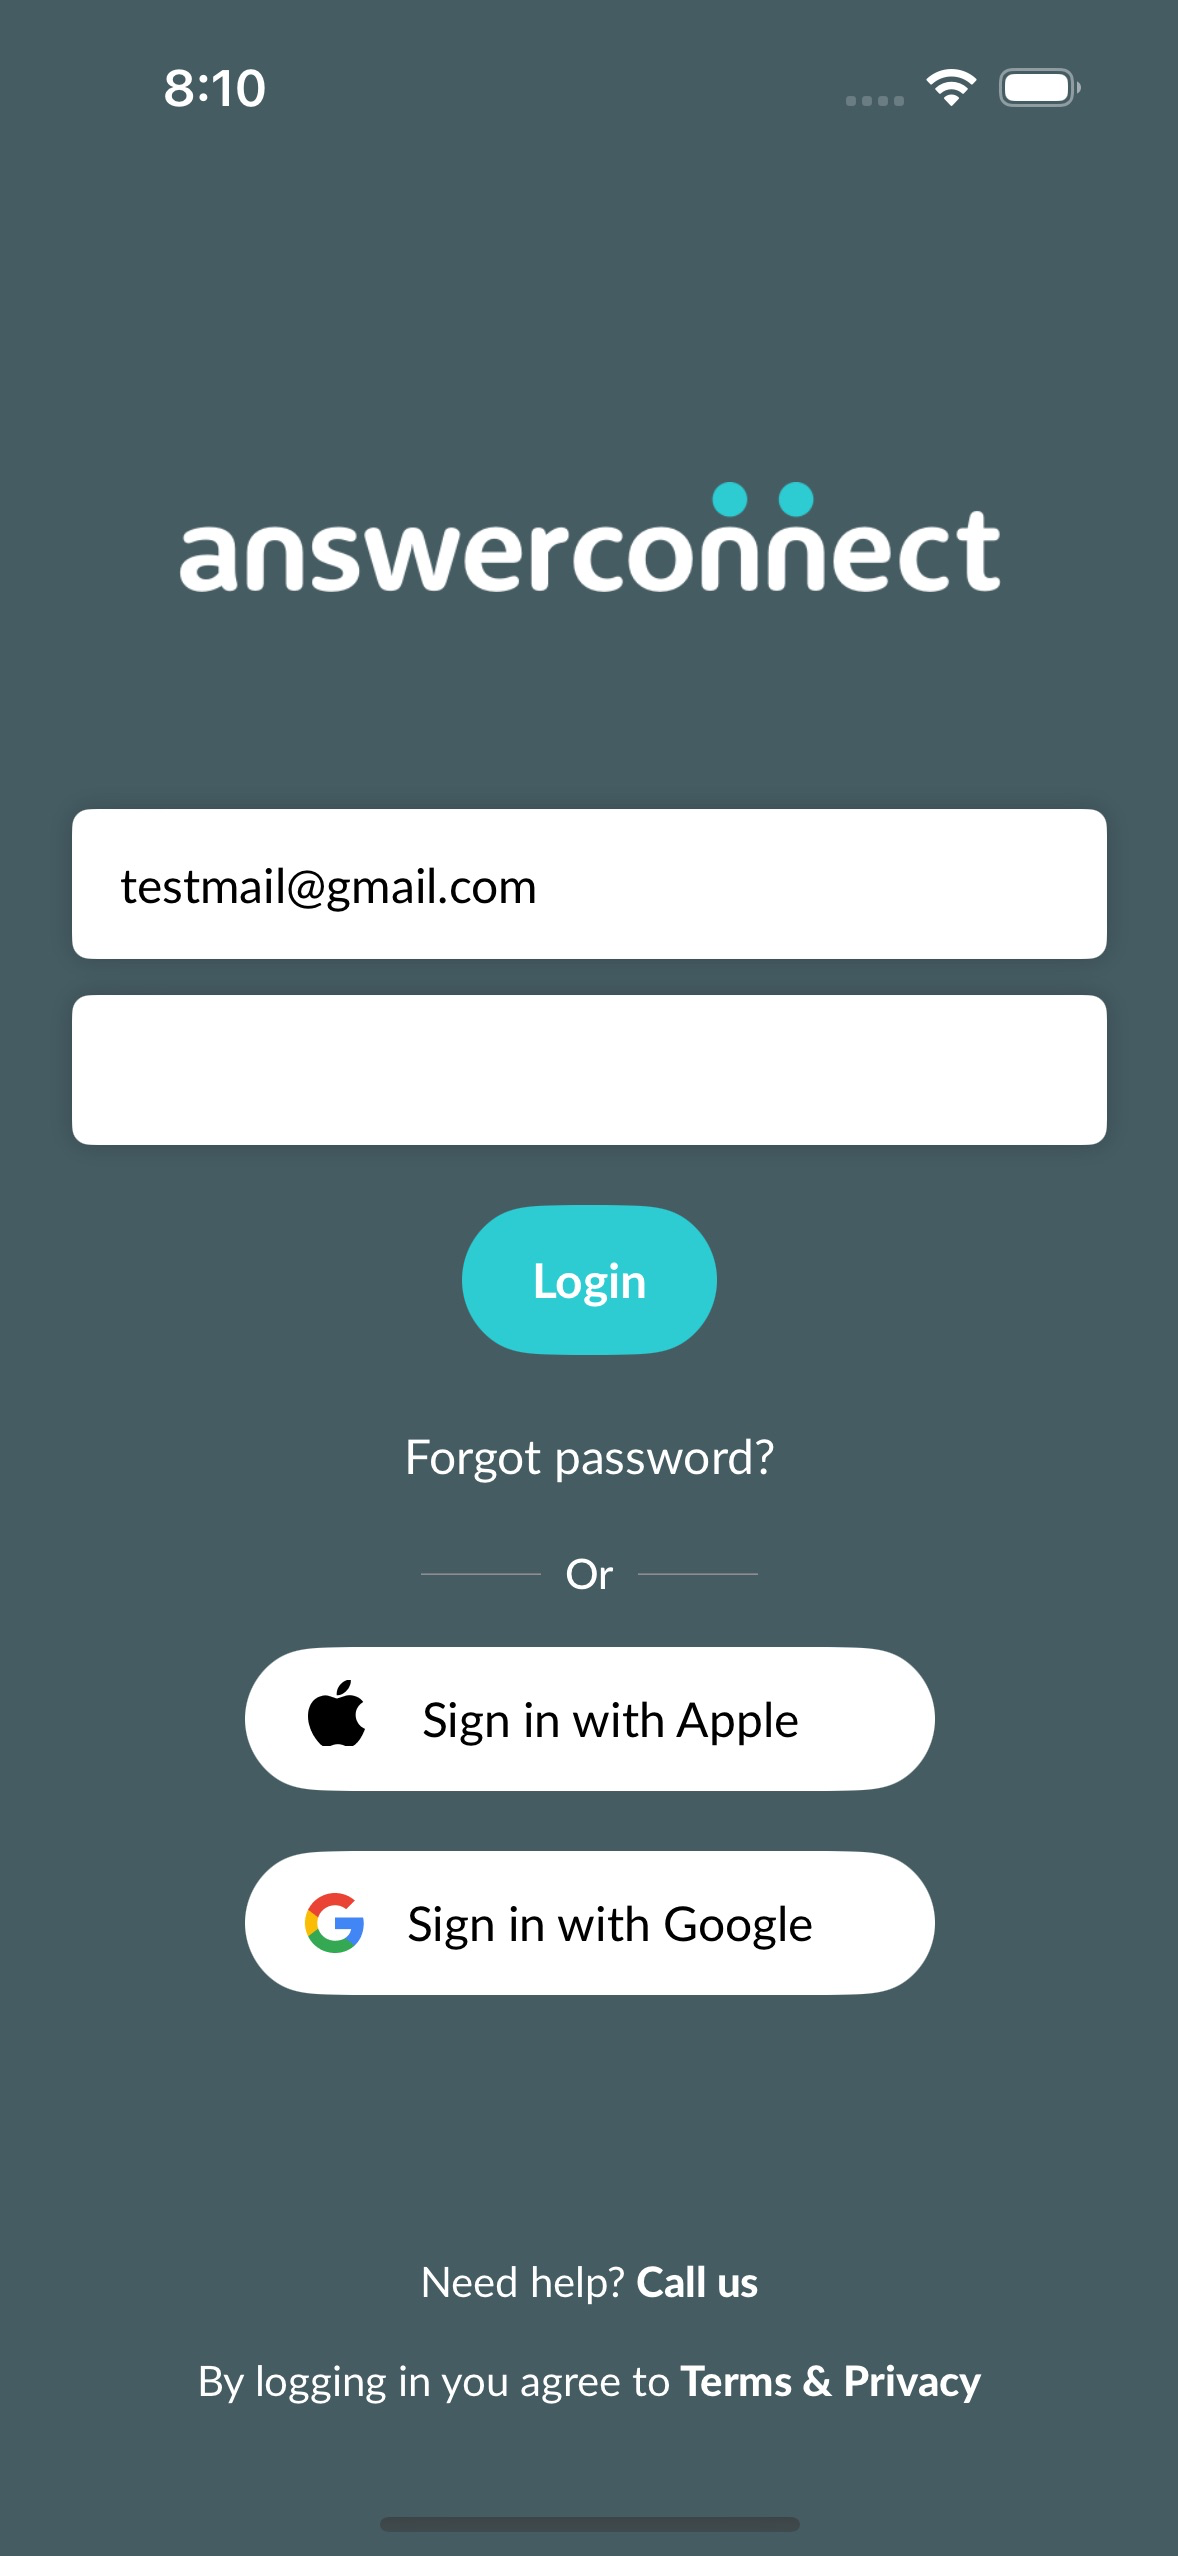 8:10
answerconnect
testmail@gmail.com
Login
Forgot password?
Or
Sign in with Apple
Sign in with Google
Need help? Call us
By logging in you agree to Terms & Privacy